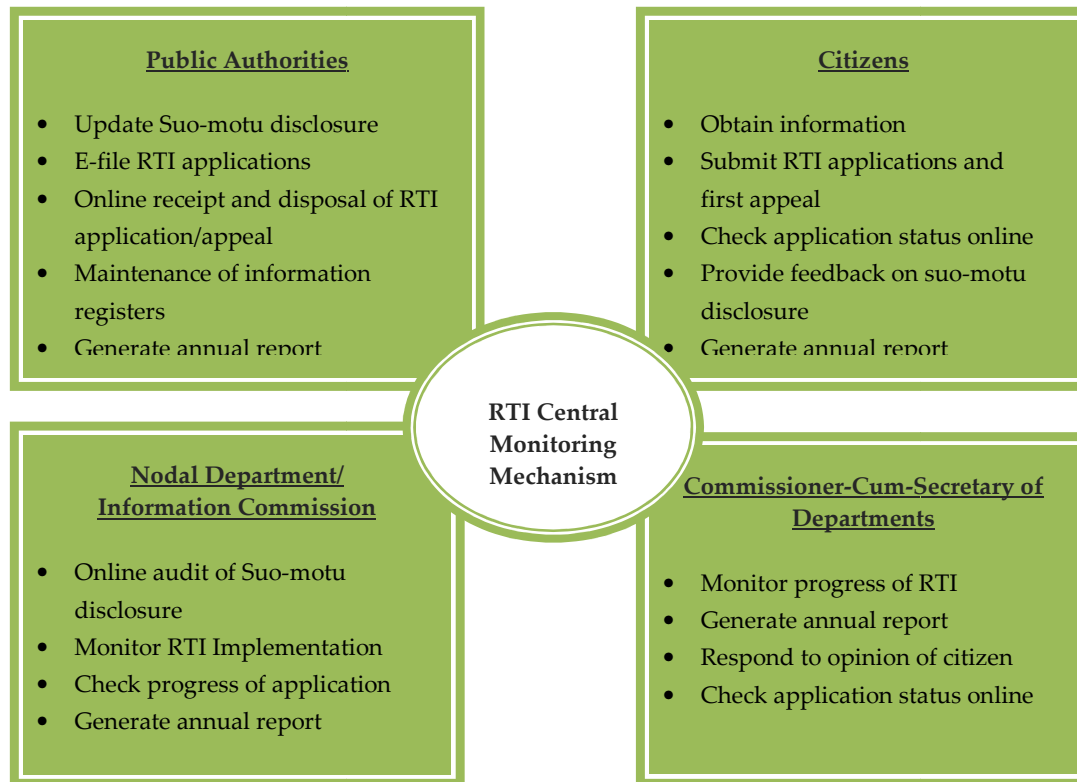 Public Authorities
• Update Suo-motu disclosure
• E-file RTI applications
• Online receipt and disposal of RTI
application/appeal
• Maintenance of information
registers
• Generate annual report
Citizens
• Obtain information
• Submit RTI applications and
first appeal
• Check application status online
• Provide feedback on suo-motu
disclosure
• Generate annual report
RTI Central
Monitoring
Mechanism
Nodal Department/
Information Commission
• Online audit of Suo-motu
disclosure
• Monitor RTI Implementation
• Check progress of application
• Generate annual report
Commissioner-Cum-Secretary of
Departments
• Monitor progress of RTI
• Generate annual report
• Respond to opinion of citizen
• Check application status online